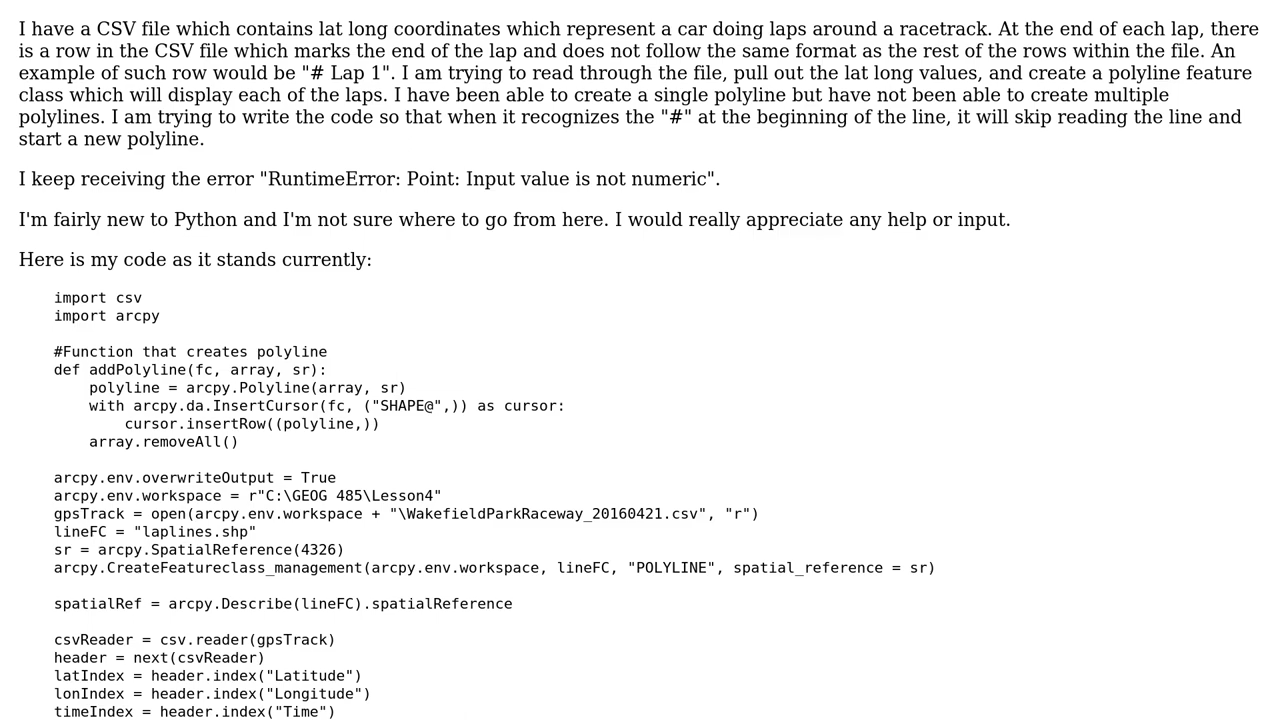 I have a CSV file which contains lat long coordinates which represent a car doing laps around a racetrack. At the end of each lap, there
is a row in the CSV file which marks the end of the lap and does not follow the same format as the rest of the rows within the file. An
example of such row would be "# Lap 1". I am trying to read through the file, pull out the lat long values, and create a polyline feature
class which will display each of the laps. I have been able to create a single polyline but have not been able to create multiple
polylines. I am trying to write the code so that when it recognizes the "#" at the beginning of the line, it will skip reading the line and
start a new polyline.
I keep receiving the error "RuntimeError: Point: Input value is not numeric".
I'm fairly new to Python and I'm not sure where to go from here. I would really appreciate any help or input.
Here is my code as it stands currently:
import csv
import arcpy
#Function that creates polyline
def addPolyline(fc, array, sr):
    polyline = arcpy.Polyline(array, sr)
    with arcpy.da.InsertCursor(fc, ("SHAPE@",)) as cursor:
        cursor.insertRow((polyline,))
    array.removeAll()
arcpy.env.overwriteOutput = True
arcpy.env.workspace = r"C:\GEOG 485\Lesson4"
gpsTrack = open(arcpy.env.workspace + "\WakefieldParkRaceway_20160421.csv", "r")
lineFC = "laplines.shp"
sr = arcpy.SpatialReference(4326)
arcpy.CreateFeatureclass_management(arcpy.env.workspace, lineFC, "POLYLINE", spatial_reference = sr)
spatialRef = arcpy.Describe(lineFC).spatialReference
csvReader = csv.reader(gpsTrack)
header = next(csvReader)
latIndex = header.index("Latitude")
lonIndex = header.index("Longitude")
timeIndex = header.index("Time")